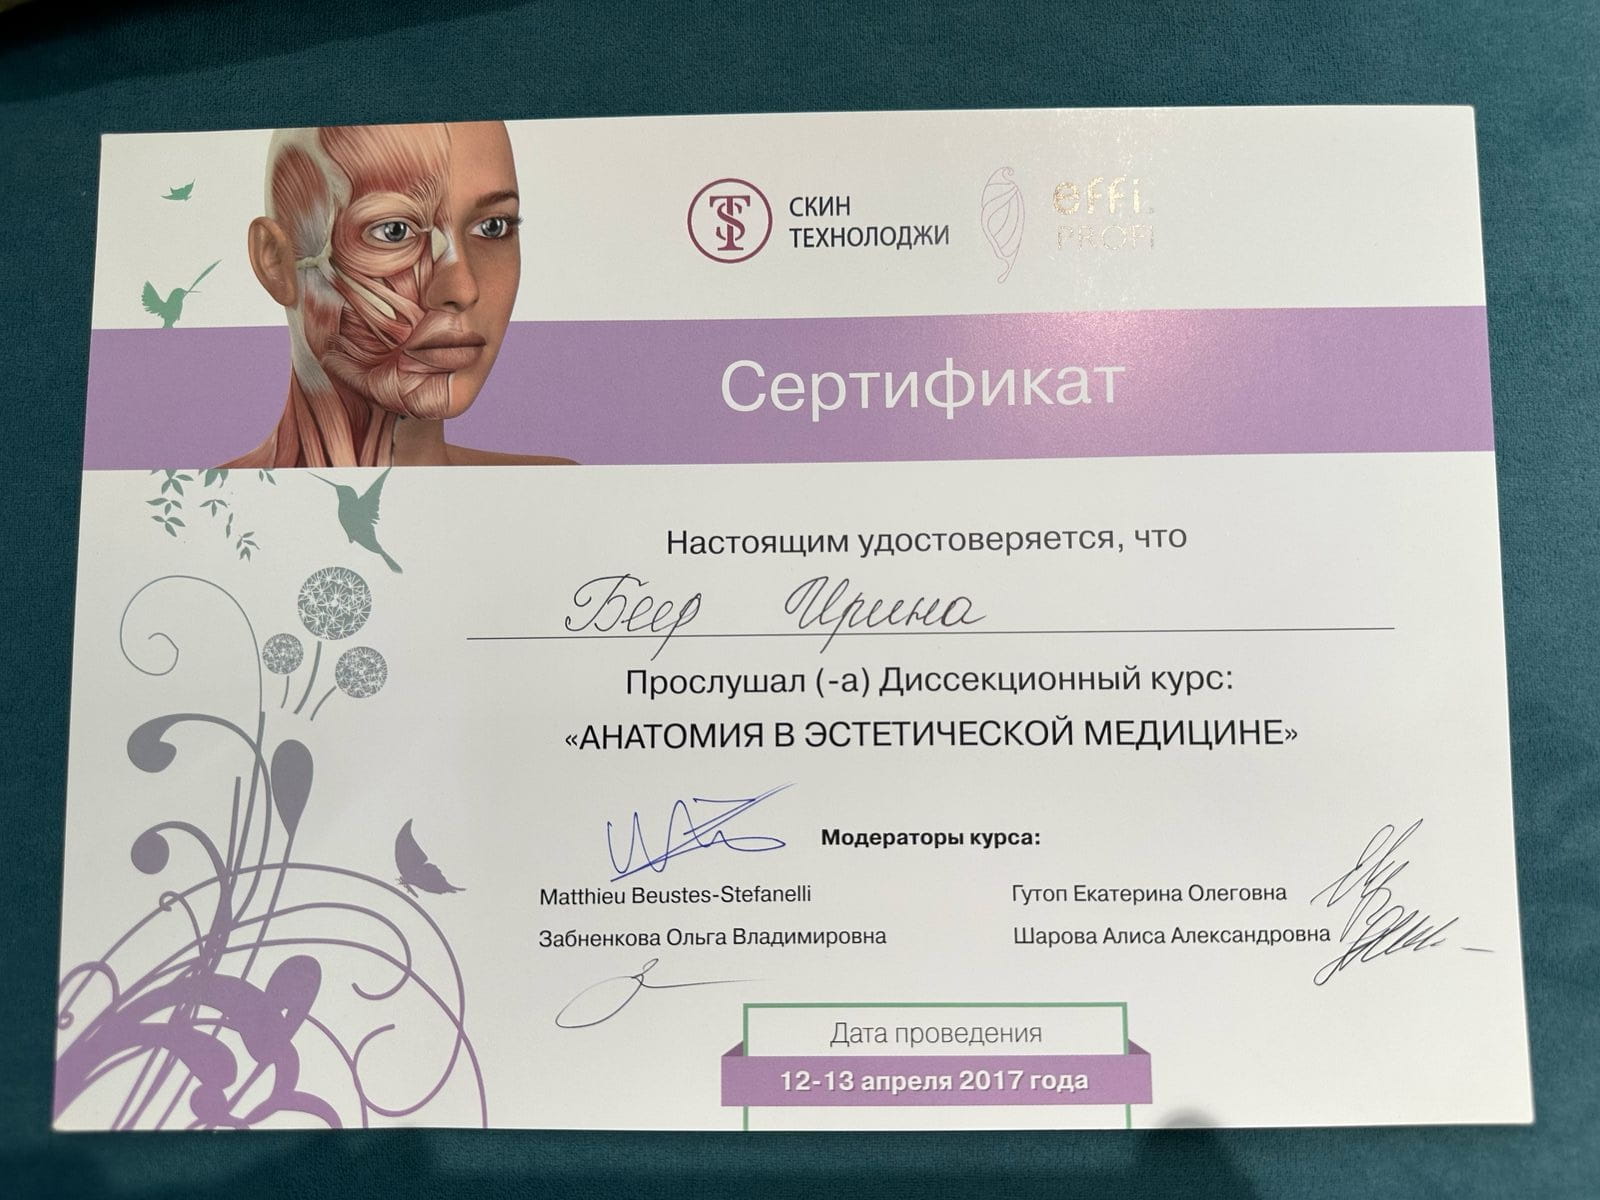 СКИН
ТЕХНОЛОДЖИ
effi
PROFI
Сертификат
Настоящим удостоверяется, что
Беер Ирина
Прослушал (-а) Диссекционный курс:
«АНАТОМИЯ В ЭСТЕТИЧЕСКОЙ МЕДИЦИНЕ»
Модераторы курса:
Matthieu Beustes-Stefanelli
Гутоп Екатерина Олеговна
Забненкова Ольга Владимировна
Шарова Алиса Александровна
Дата проведения
12-13 апреля 2017 года